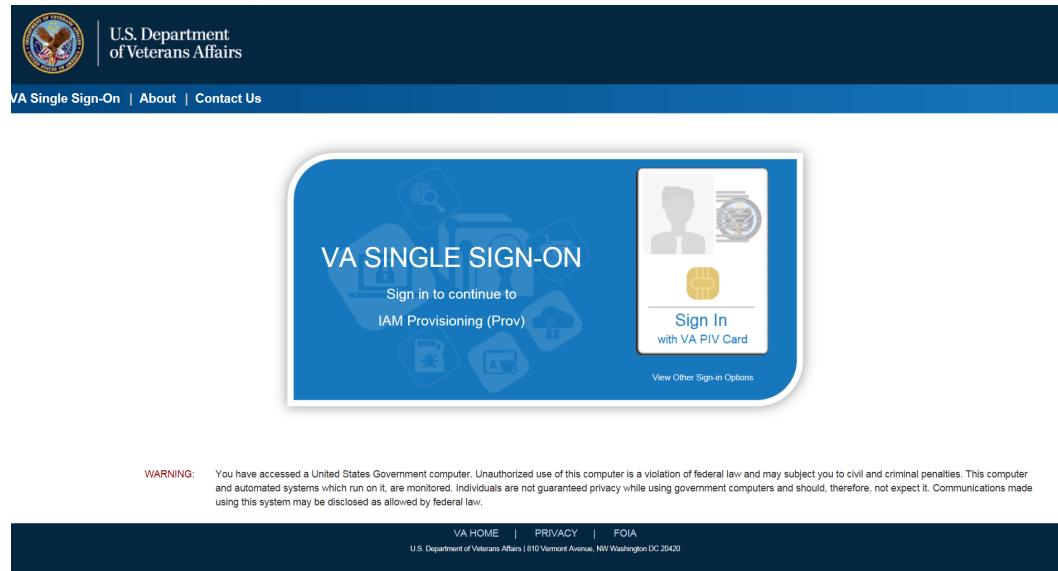 U.S. Department
of Veterans Affairs
VA Single Sign-On | About | Contact Us
VA SINGLE SIGN-ON
Sign in to continue to
IAM Provisioning (Prov)
Sign In
with VA PIV Card
View Other Sign-in Options
WARNING: You have accessed a United States Government computer. Unauthorized use of this computer is a violation of federal law and may subject you to civil and criminal penalties. This computer
and automated systems which run on it, are monitored. Individuals are not guaranteed privacy while using government computers and should, therefore, not expect it. Communications made
using this system may be disclosed as allowed by federal law.
VA HOME | PRIVACY | FOIA
U.S. Department of Veterans Affairs | 810 Vermont Avenue, NW Washington DC 20420